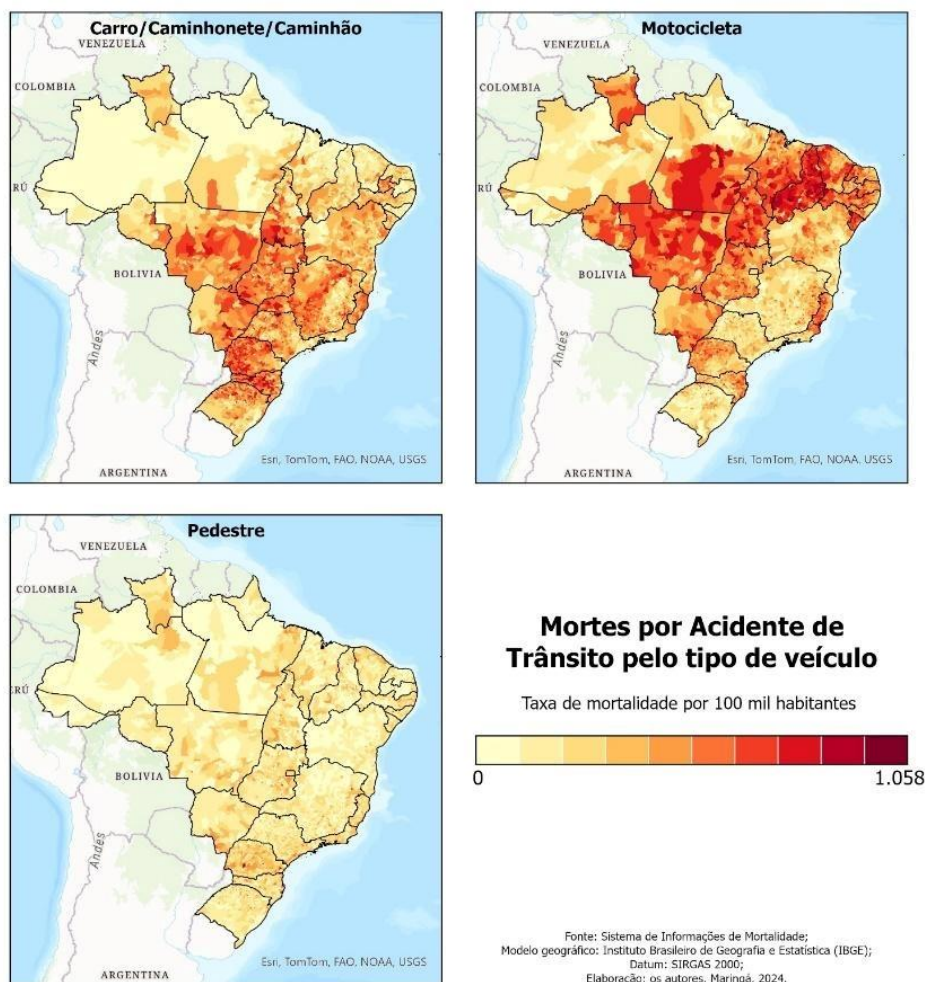 Carro/Caminhonete/Caminhão
VENEZUELA
COLOMBIA
RÚ
BOLIVIA
Andes
ARGENTINA
Esri, TomTom, FAO, NOAA, USGS
Motocicleta
VENEZUELA
COLOMBIA
RÚ
BOLIVIA
Andes
ARGENTINA
Esri, TomTom, FAO, NOAA, USGS
Pedestre
VENEZUELA
COLOMBIA
RÚ
BOLIVIA
Andes
ARGENTINA
Esri, TomTom, FAO, NOAA, USGS
Mortes por Acidente de
Trânsito pelo tipo de veículo
Taxa de mortalidade por 100 mil habitantes
0 1.058
Fonte: Sistema de Informações de Mortalidade;
Modelo geográfico: Instituto Brasileiro de Geografia e Estatística (IBGE);
Datum: SIRGAS 2000;
Elaboração: os autores, Maringá, 2024.